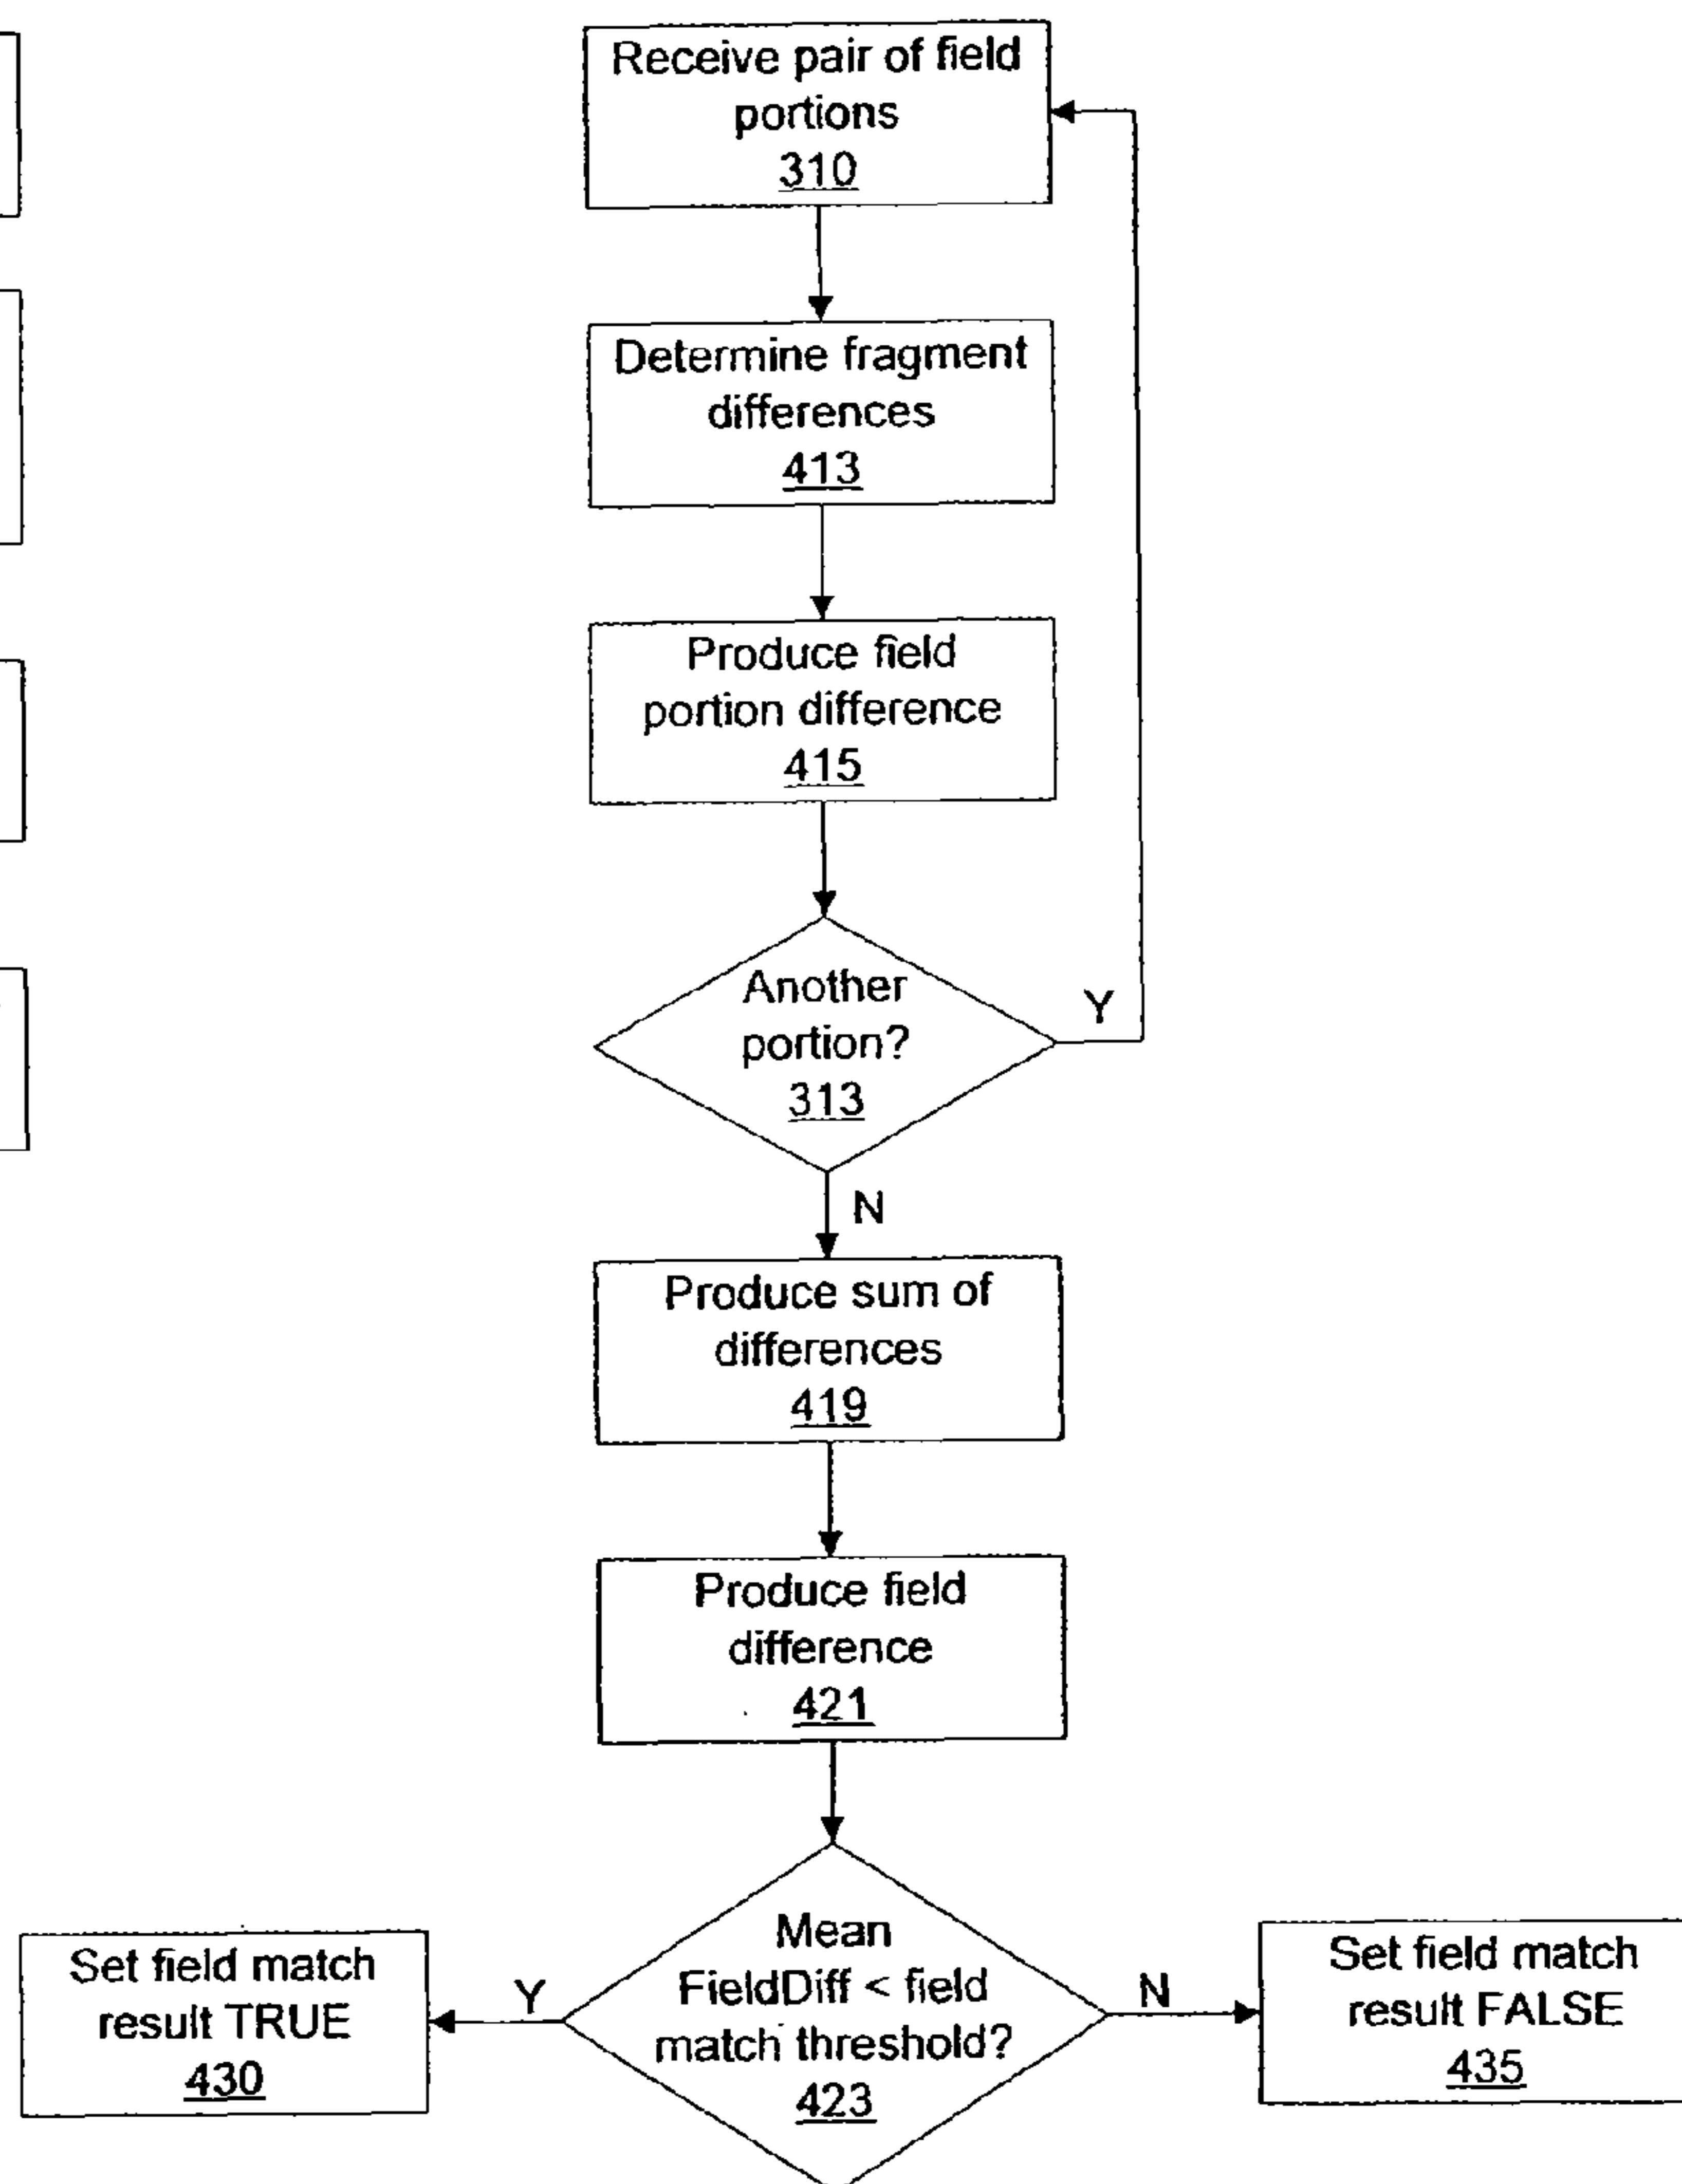 Receive pair of field
portions
310
Determine fragment
differences
413
Produce field
portion difference
415
Another
portion?
313
Y
N
Produce sum of
differences
419
Produce field
difference
421
Mean
FieldDiff < field
match threshold?
423
Y
N
Set field match
result TRUE
430
Set field match
result FALSE
435